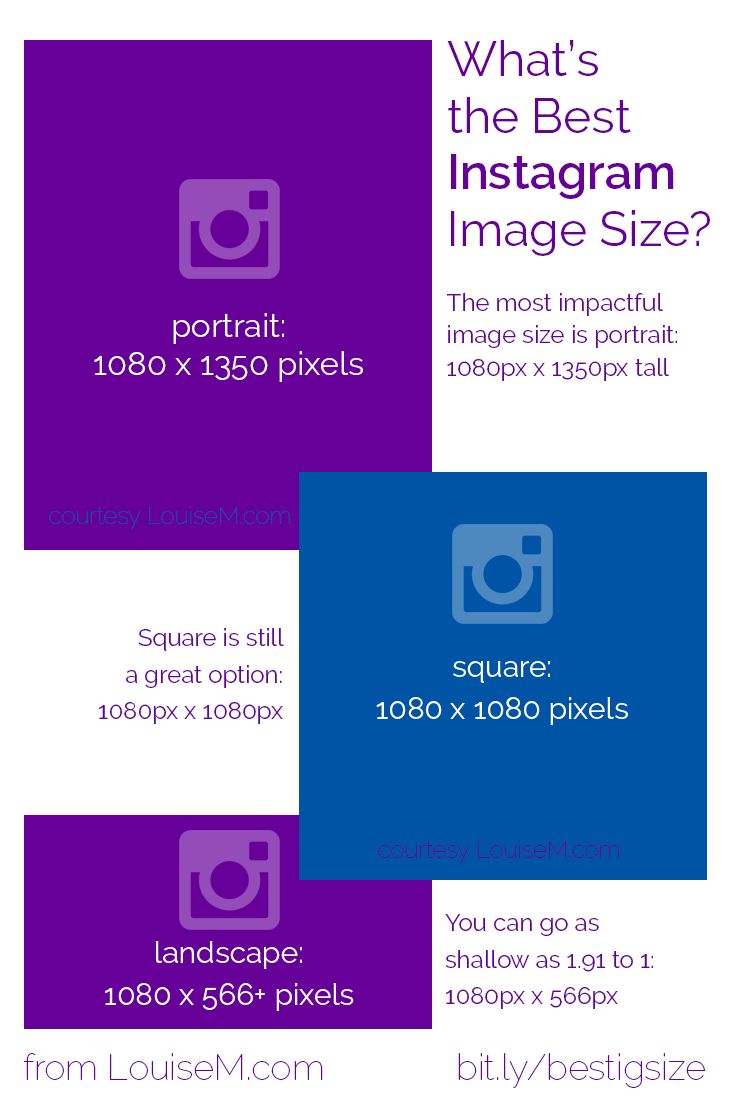 What's
the Best
Instagram
Image Size?
The most impactful
image size is portrait:
1080px x 1350px tall
portrait:
1080 x 1350 pixels
courtesy LouiseM.com
Square is still
a great option:
1080px x 1080px
square:
1080 x 1080 pixels
courtesy LouiseM.com
landscape:
1080 x 566+ pixels
You can go as
shallow as 1.91 to 1:
1080px x 566px
from LouiseM.com
bit.ly/bestigsize